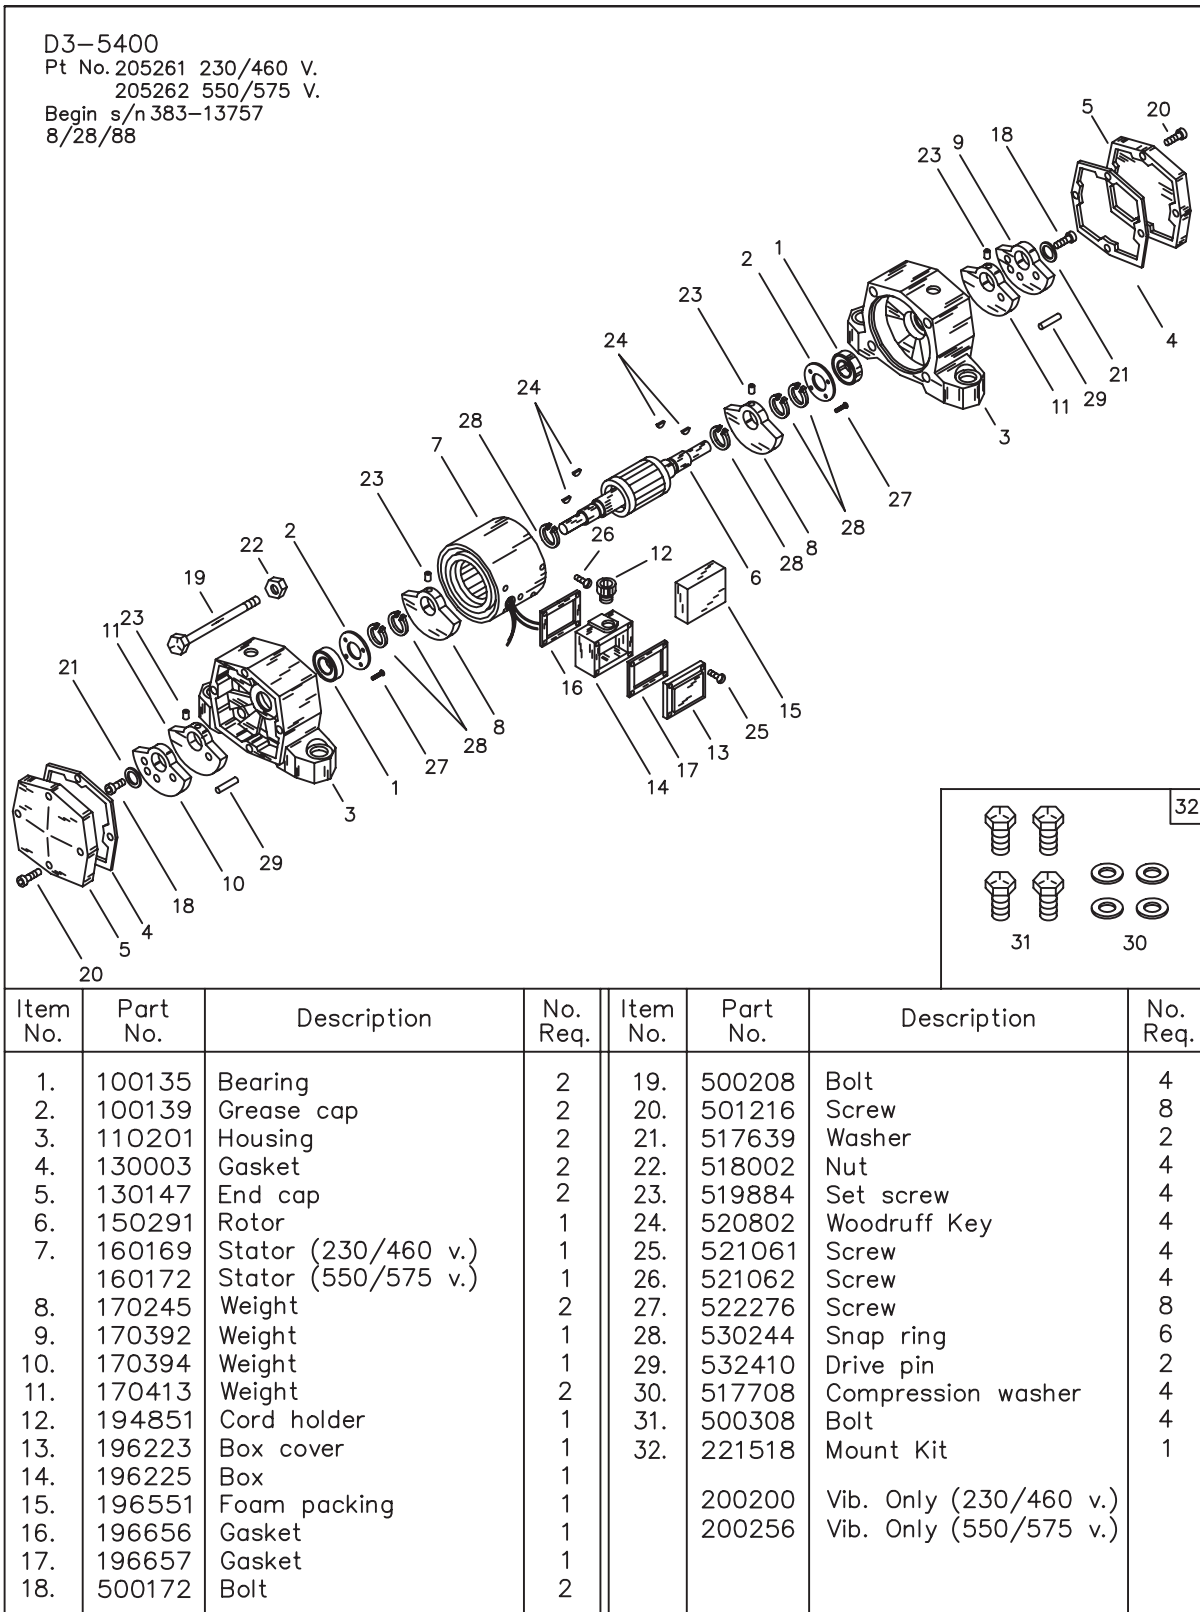 D3-5400
Pt No. 205261 230/460 V.
205262 550/575 V.
Begin s/n 383-13757
8/28/88
5
20
9
18
23
1
2
23
4
24
21
29
11
3
24
28
7
23
27
28
8
28
6
26
12
2
22
19
23
11
21
16
15
25
13
17
14
8
28
27
1
3
29
10
18
4
5
20
32
31
30
Item No. Part No. Description No. Req. Item No. Part No. Description No. Req.
1. 100135 Bearing 2 19. 500208 Bolt 4
2. 100139 Grease cap 2 20. 501216 Screw 8
3. 110201 Housing 2 21. 517639 Washer 2
4. 130003 Gasket 2 22. 518002 Nut 4
5. 130147 End cap 2 23. 519884 Set screw 4
6. 150291 Rotor 1 24. 520802 Woodruff Key 4
7. 160169 Stator (230/460 v.) 1 25. 521061 Screw 4
160172 Stator (550/575 v.) 1 26. 521062 Screw 4
8. 170245 Weight 2 27. 522276 Screw 8
9. 170392 Weight 1 28. 530244 Snap ring 6
10. 170394 Weight 1 29. 532410 Drive pin 2
11. 170413 Weight 2 30. 517708 Compression washer 4
12. 194851 Cord holder 1 31. 500308 Bolt 4
13. 196223 Box cover 1 32. 221518 Mount Kit 1
14. 196225 Box 1
15. 196551 Foam packing 1 200200 Vib. Only (230/460 v.)
16. 196656 Gasket 1 200256 Vib. Only (550/575 v.)
17. 196657 Gasket 1
18. 500172 Bolt 2